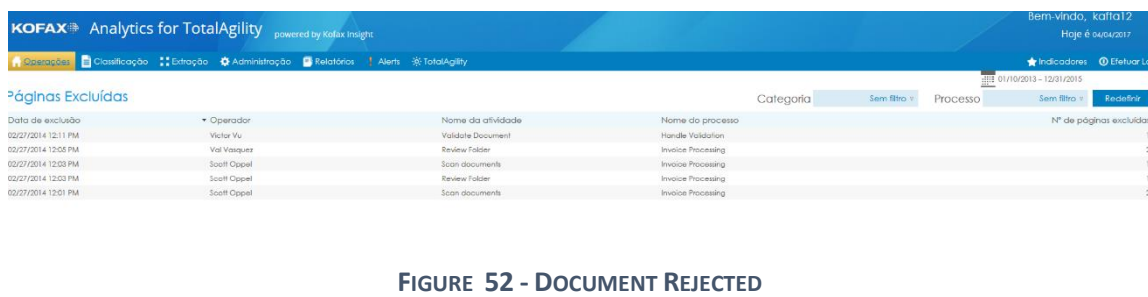 Bem-vindo, kaffa12
KOFAX Analytics for TotalAgility powered by Kofax Insight
Hoje é 04/04/2017
Operações Classificação Extração Administração Relatórios Alerts TotalAgility Indicadores Efetuar Lo
01/10/2013 - 12/31/2015
Páginas Excluídas Categoria Sem filtro Processo Sem filtro Redefinir
Data de exclusão Operador Nome da atividade Nome do processo Nº de páginas excluídas
02/27/2014 12:11 PM Victor Vu Validate Document Handle Validation
02/27/2014 12:05 PM Val Vasquez Review Folder Invoice Processing
02/27/2014 12:03 PM Scott Oppel Scan documents Invoice Processing
02/27/2014 12:03 PM Scott Oppel Review Folder Invoice Processing
02/27/2014 12:01 PM Scott Oppel Scan documents Invoice Processing
FIGURE 52 - DOCUMENT REJECTED